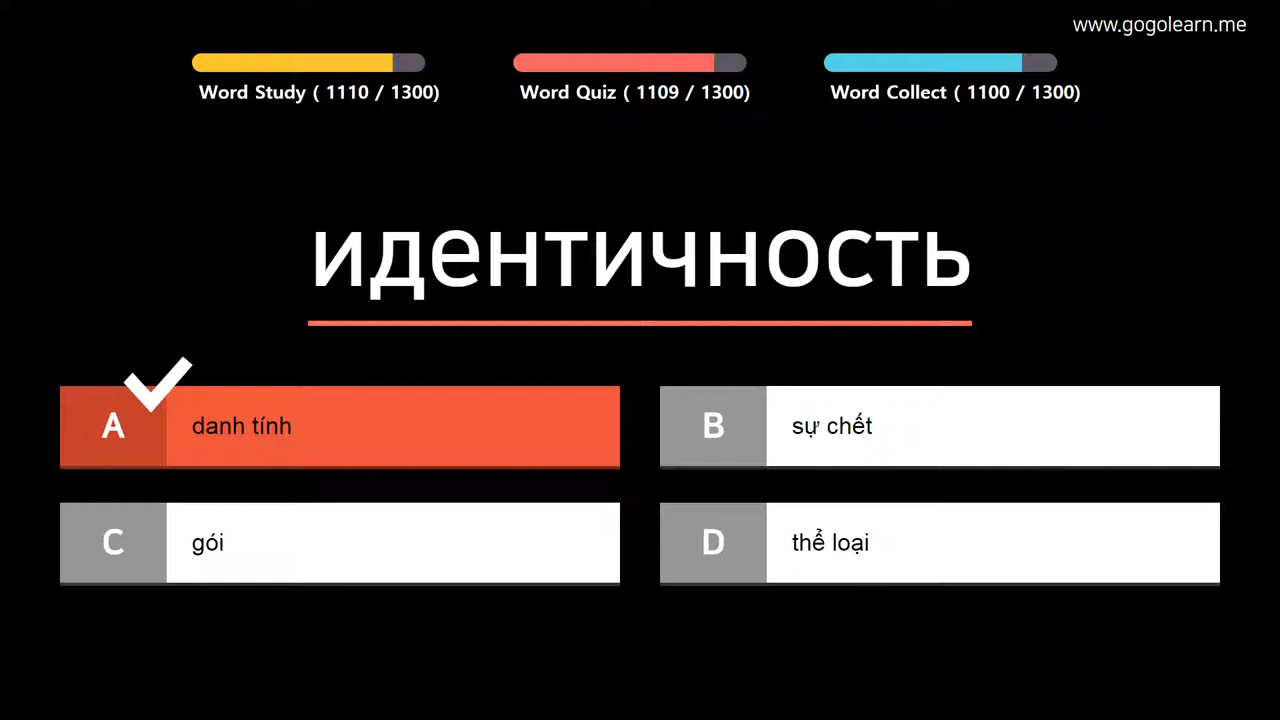 www.gogolearn.me
Word Study ( 1110 / 1300)
Word Quiz ( 1109 / 1300)
Word Collect ( 1100 / 1300)
идентичность
A danh tính
B sự chết
C gói
D thể loại